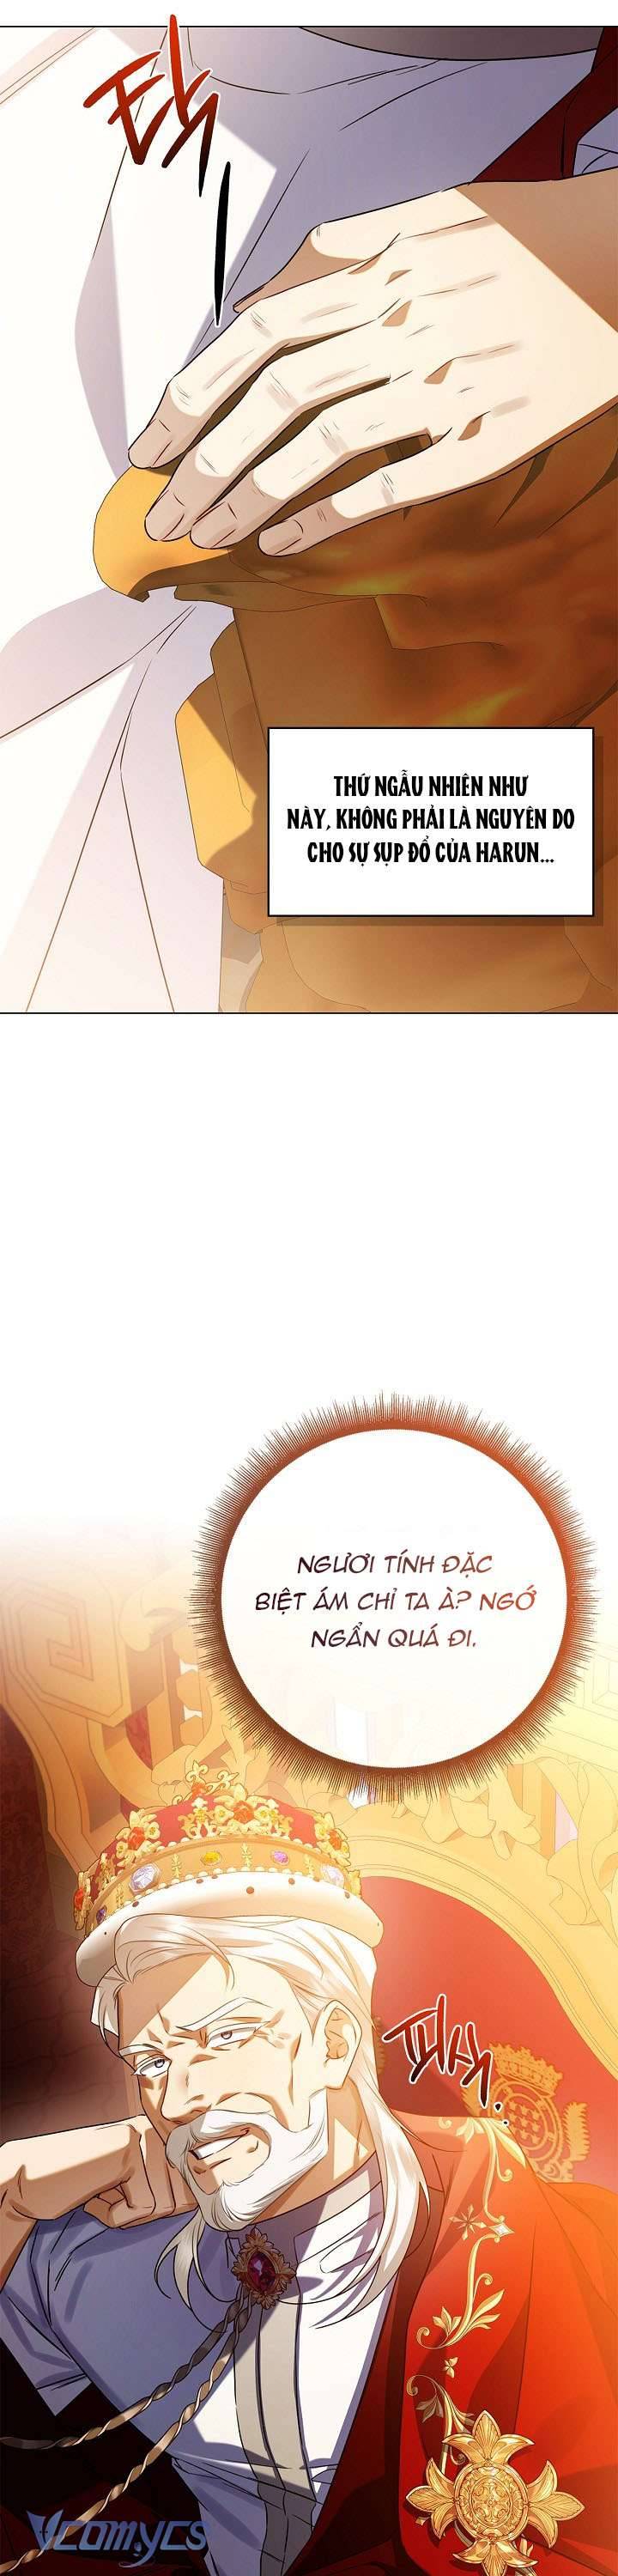 THỨ NGẪU NHIÊN NHƯ
NÀY, KHÔNG PHẢI LÀ NGUYÊN DO
CHO SỰ SỤP ĐỔ CỦA HARUN...
NGƯƠI TÍNH ĐẶC
BIỆT ÁM CHỈ TA À? NGỚ
NGẨN QUÁ ĐI.
Vcomycs